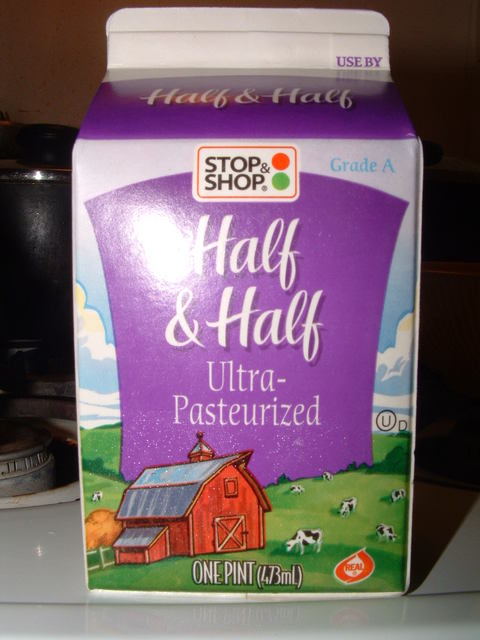 USE BY
Half & Half
STOP&
SHOP®
Grade A
Half
& Half
Ultra-
Pasteurized
U D
ONE PINT (473mL)
REAL